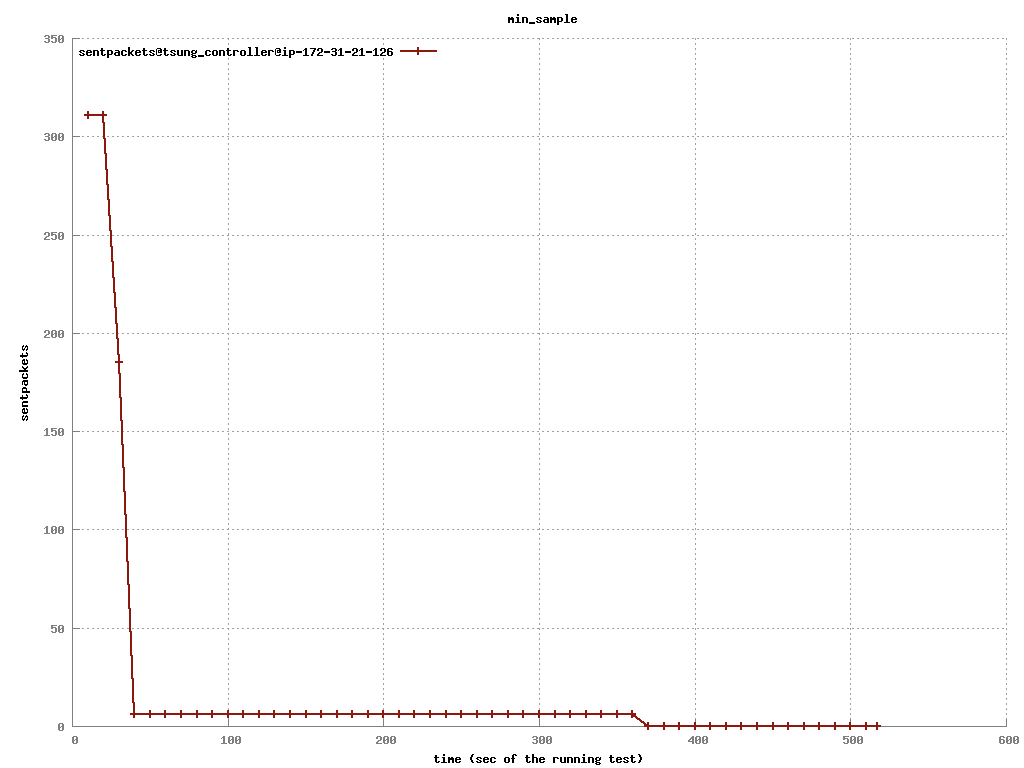 min_sample
350
sentpackets@tsung_controller@ip-172-31-21-126
300
250
200
sentpackets
150
100
50
0
0 100 200 300 400 500 600
time (sec of the running test)